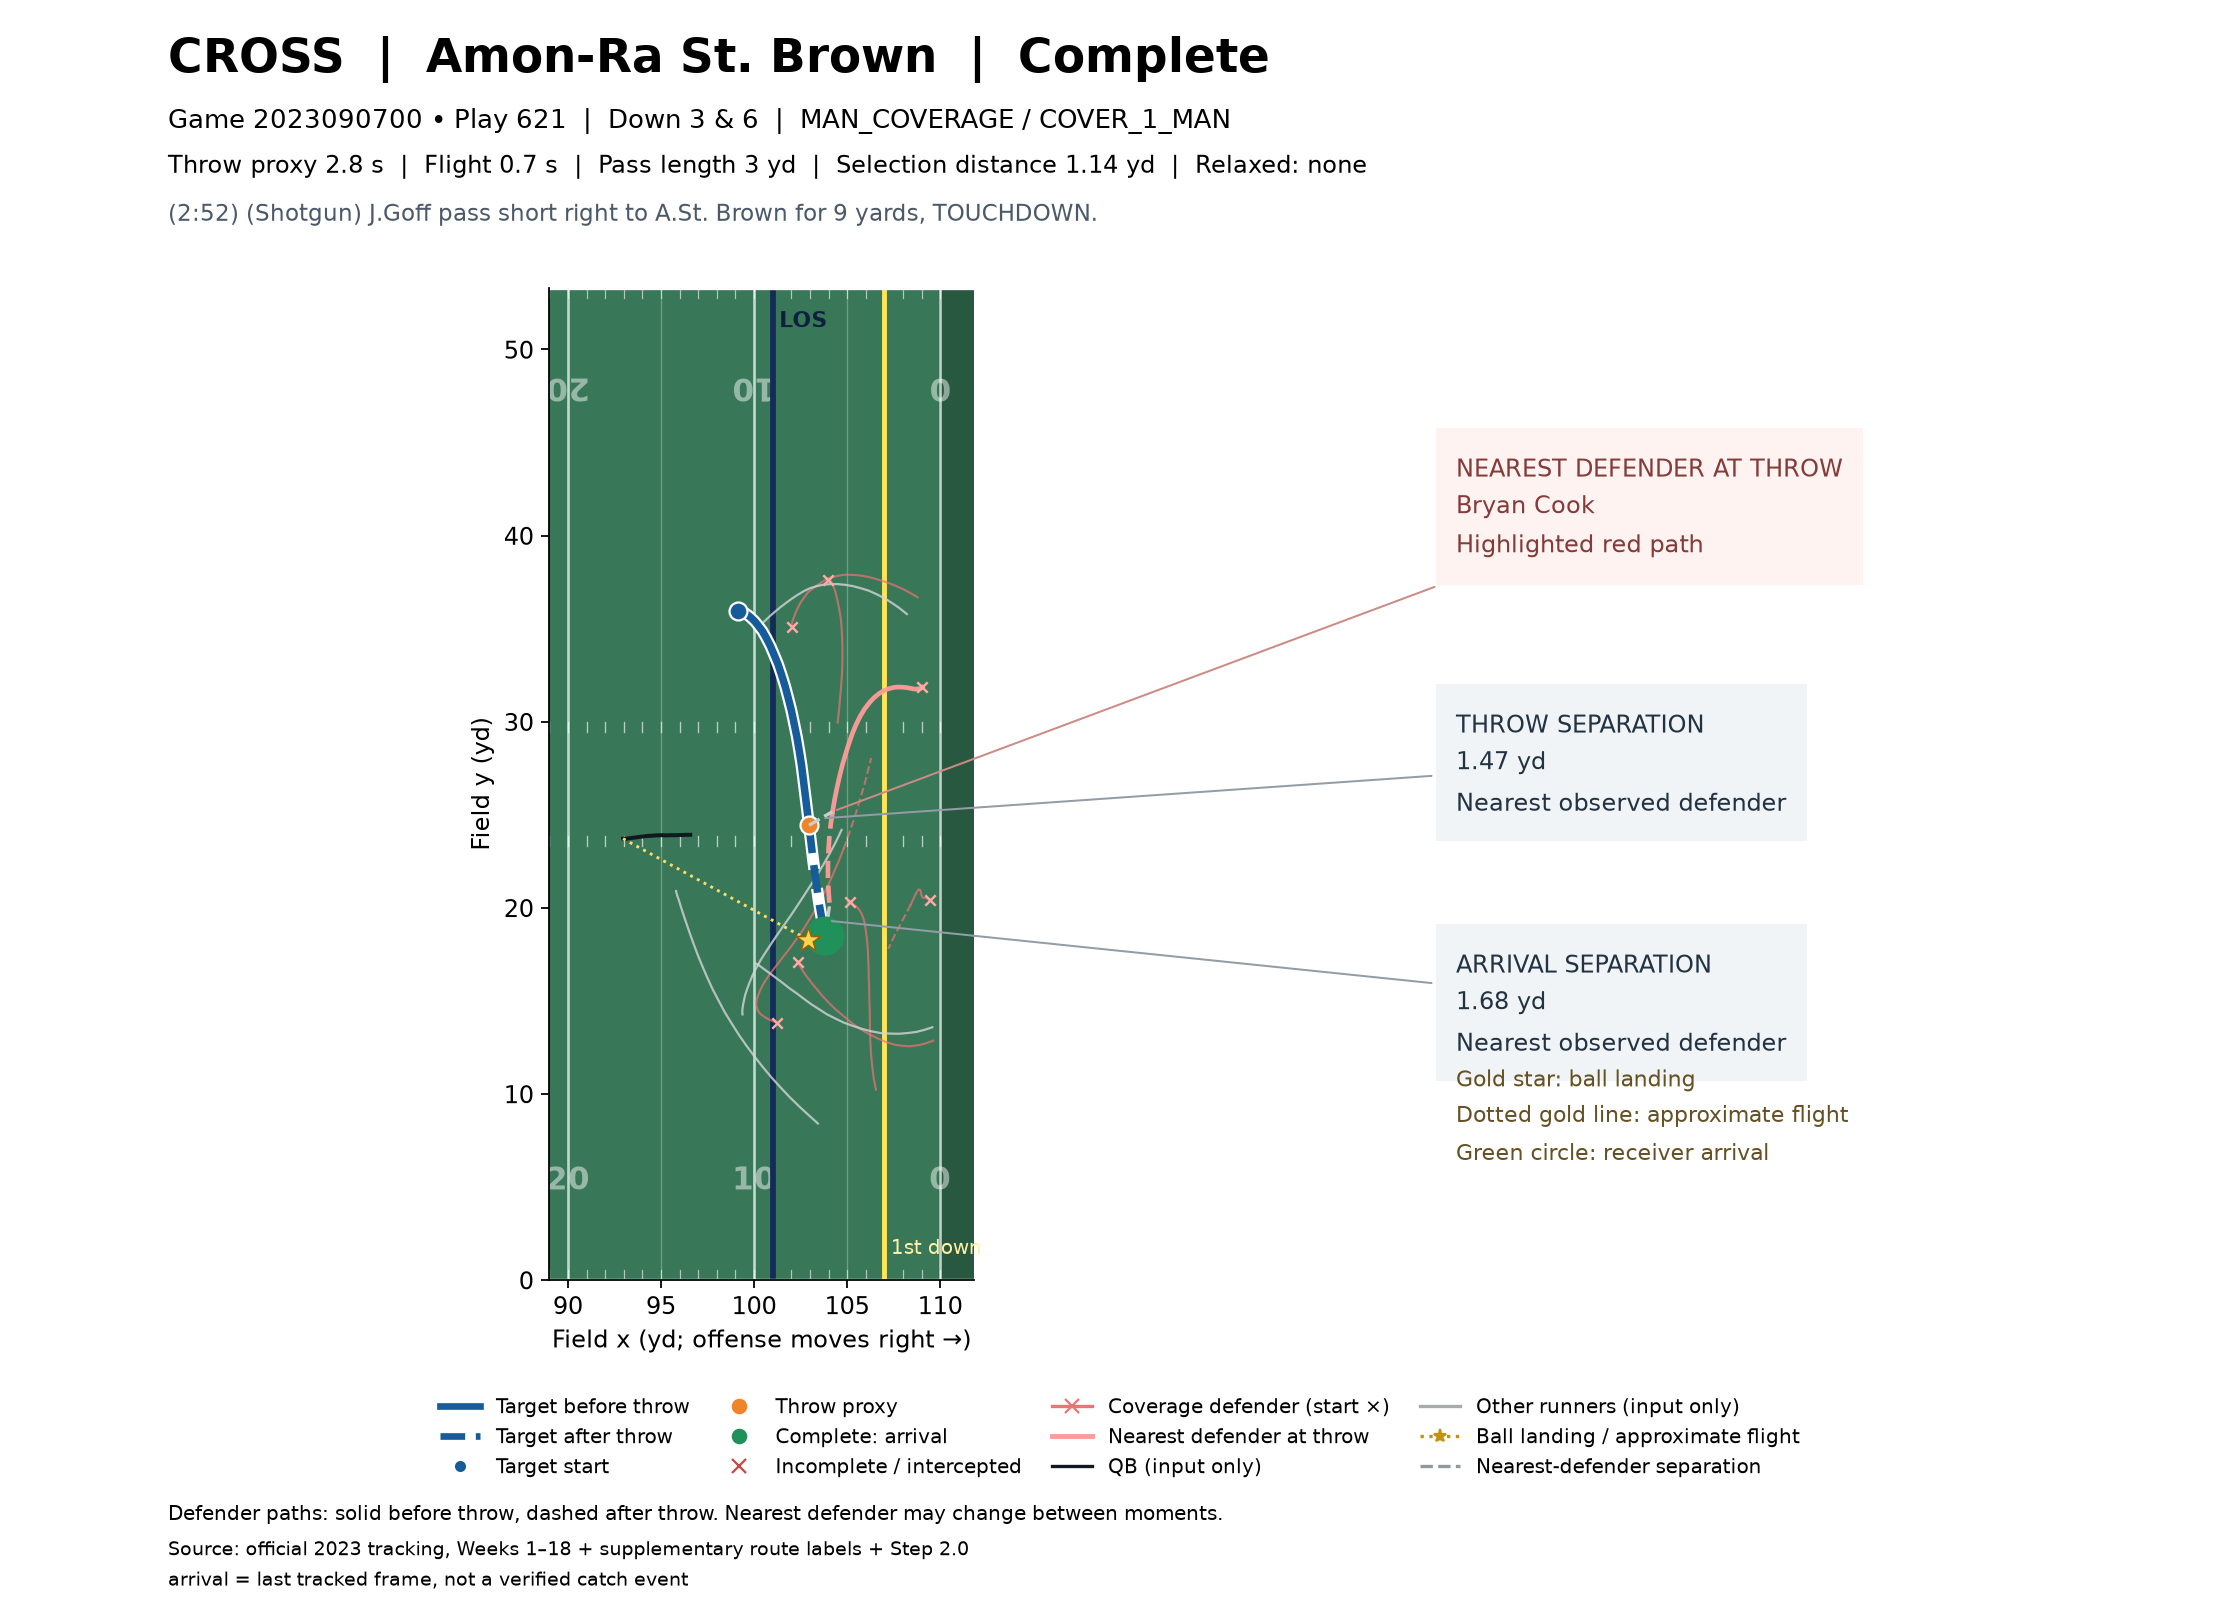 CROSS | Amon-Ra St. Brown | Complete
Game 2023090700 • Play 621 | Down 3 & 6 | MAN_COVERAGE / COVER_1_MAN
Throw proxy 2.8 s | Flight 0.7 s | Pass length 3 yd | Selection distance 1.14 yd | Relaxed: none
(2:52) (Shotgun) J.Goff pass short right to A.St. Brown for 9 yards, TOUCHDOWN.
LOS
50
20 10 0
40
30
20
10
0
Field y (yd)
20 10 0
1st down
90 95 100 105 110
Field x (yd; offense moves right →)
NEAREST DEFENDER AT THROW
Bryan Cook
Highlighted red path
THROW SEPARATION
1.47 yd
Nearest observed defender
ARRIVAL SEPARATION
1.68 yd
Nearest observed defender
Gold star: ball landing
Dotted gold line: approximate flight
Green circle: receiver arrival
Target before throw
Target after throw
Target start
Throw proxy
Complete: arrival
Incomplete / intercepted
Coverage defender (start ×)
Nearest defender at throw
QB (input only)
Other runners (input only)
Ball landing / approximate flight
Nearest-defender separation
Defender paths: solid before throw, dashed after throw. Nearest defender may change between moments.
Source: official 2023 tracking, Weeks 1–18 + supplementary route labels + Step 2.0
arrival = last tracked frame, not a verified catch event